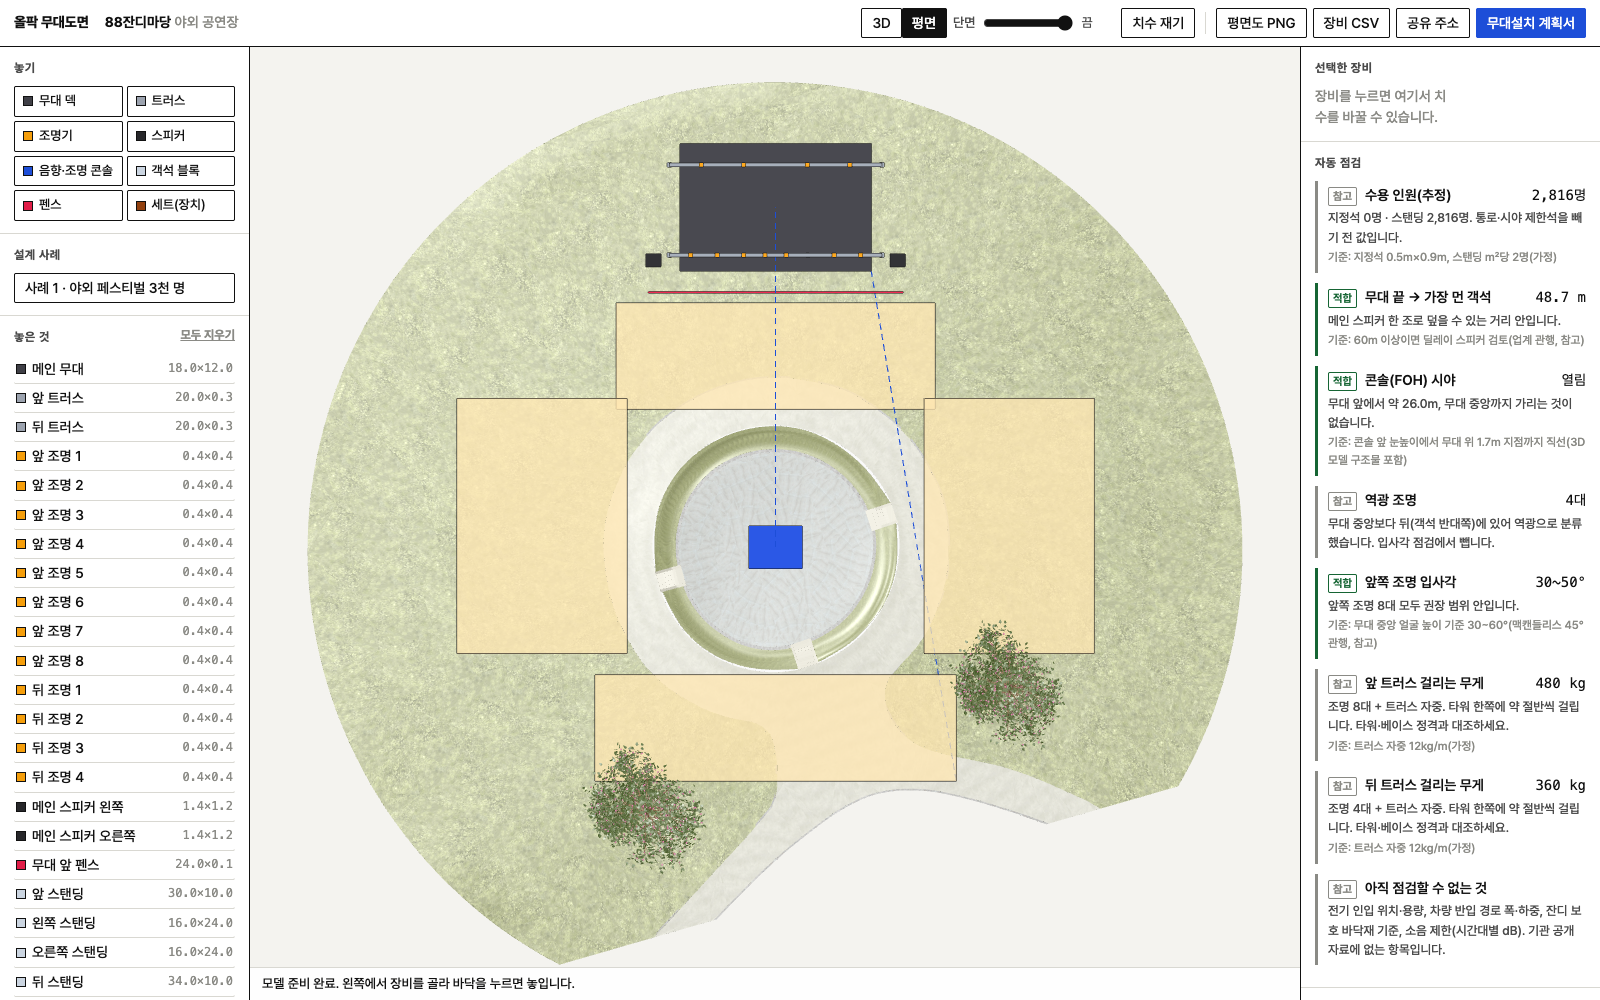 올팍 무대도면 88잔디마당 야외 공연장
3D 평면 단면 끔 치수 재기 평면도 PNG 장비 CSV 공유 주소 무대설치 계획서
놓기
무대 덱 트러스
조명기 스피커
음향·조명 콘솔 객석 블록
펜스 세트(장치)
설계 사례
사례 1 · 야외 페스티벌 3천 명
놓은 것 모두 지우기
메인 무대 18.0×12.0
앞 트러스 20.0×0.3
뒤 트러스 20.0×0.3
앞 조명 1 0.4×0.4
앞 조명 2 0.4×0.4
앞 조명 3 0.4×0.4
앞 조명 4 0.4×0.4
앞 조명 5 0.4×0.4
앞 조명 6 0.4×0.4
앞 조명 7 0.4×0.4
앞 조명 8 0.4×0.4
뒤 조명 1 0.4×0.4
뒤 조명 2 0.4×0.4
뒤 조명 3 0.4×0.4
뒤 조명 4 0.4×0.4
메인 스피커 왼쪽 1.4×1.2
메인 스피커 오른쪽 1.4×1.2
무대 앞 펜스 24.0×0.1
앞 스탠딩 30.0×10.0
왼쪽 스탠딩 16.0×24.0
오른쪽 스탠딩 16.0×24.0
뒤 스탠딩 34.0×10.0
모델 준비 완료. 왼쪽에서 장비를 골라 바닥을 누르면 놓입니다.
선택한 장비
장비를 누르면 여기서 치
수를 바꿀 수 있습니다.
자동 점검
참고 수용 인원(추정) 2,816명
지정석 0명 · 스탠딩 2,816명. 통로·시야 제한석을 빼
기 전 값입니다.
기준: 지정석 0.5m×0.9m, 스탠딩 m²당 2명(가정)
적합 무대 끝 → 가장 먼 객석 48.7 m
메인 스피커 한 조로 덮을 수 있는 거리 안입니다.
기준: 60m 이상이면 딜레이 스피커 검토(업계 관행, 참고)
적합 콘솔(FOH) 시야 열림
무대 앞에서 약 26.0m, 무대 중앙까지 가리는 것이
없습니다.
기준: 콘솔 앞 눈높이에서 무대 위 1.7m 지점까지 직선(3D
모델 구조물 포함)
참고 역광 조명 4대
무대 중앙보다 뒤(객석 반대쪽)에 있어 역광으로 분류
했습니다. 입사각 점검에서 뺍니다.
적합 앞쪽 조명 입사각 30~50°
앞쪽 조명 8대 모두 권장 범위 안입니다.
기준: 무대 중앙 얼굴 높이 기준 30~60°(맥캔들리스 45°
관행, 참고)
참고 앞 트러스 걸리는 무게 480 kg
조명 8대 + 트러스 자중. 타워 한쪽에 약 절반씩 걸립
니다. 타워·베이스 정격과 대조하세요.
기준: 트러스 자중 12kg/m(가정)
참고 뒤 트러스 걸리는 무게 360 kg
조명 4대 + 트러스 자중. 타워 한쪽에 약 절반씩 걸립
니다. 타워·베이스 정격과 대조하세요.
기준: 트러스 자중 12kg/m(가정)
참고 아직 점검할 수 없는 것
전기 인입 위치·용량, 차량 반입 경로 폭·하중, 잔디 보
호 바닥재 기준, 소음 제한(시간대별 dB). 기관 공개
자료에 없는 항목입니다.